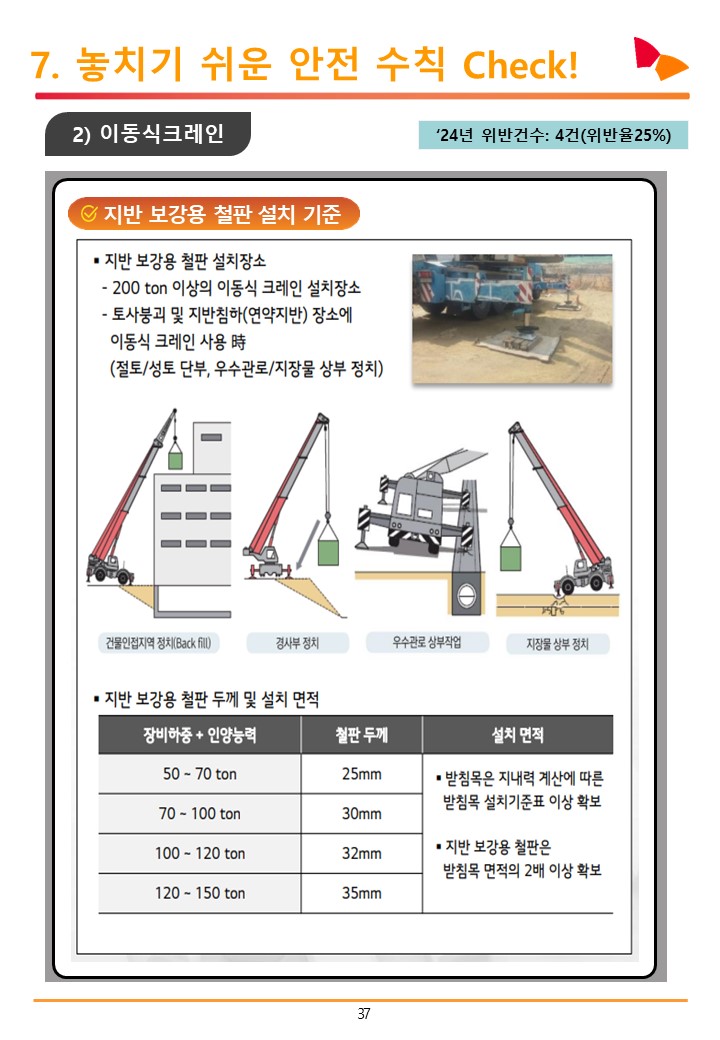 7. 놓치기 쉬운 안전 수칙 Check!
2) 이동식크레인
‘24년 위반건수: 4건(위반율25%)
지반 보강용 철판 설치 기준
▪ 지반 보강용 철판 설치장소
- 200 ton 이상의 이동식 크레인 설치장소
- 토사붕괴 및 지반침하(연약지반) 장소에
이동식 크레인 사용 時
(절토/성토 단부, 우수관로/지장물 상부 정치)
건물인접지역 정치(Back fill)
경사부 정치
우수관로 상부작업
지장물 상부 정치
▪ 지반 보강용 철판 두께 및 설치 면적
장비하중 + 인양능력 철판 두께 설치 면적
50 ~ 70 ton 25mm
70 ~ 100 ton 30mm
100 ~ 120 ton 32mm
120 ~ 150 ton 35mm
▪ 받침목은 지내력 계산에 따른
받침목 설치기준표 이상 확보
▪ 지반 보강용 철판은
받침목 면적의 2배 이상 확보
37